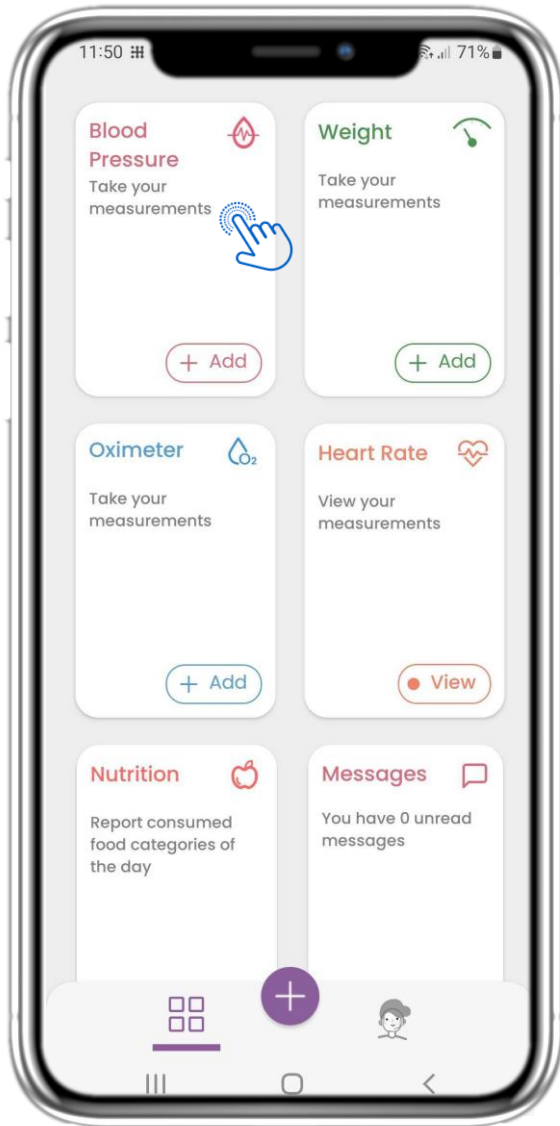 11:50
71%
Blood
Pressure
Take your
measurements
+ Add
Weight
Take your
measurements
+ Add
Oximeter
O₂
Take your
measurements
+ Add
Heart Rate
View your
measurements
View
Nutrition
Report consumed
food categories of
the day
Messages
You have 0 unread
messages